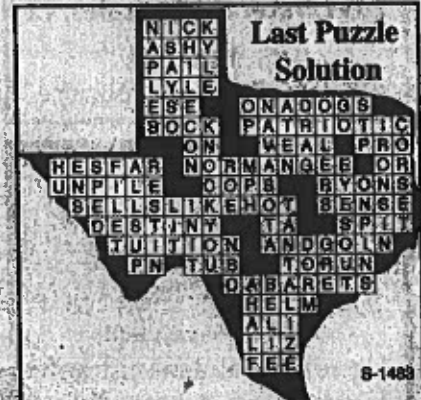 Last Puzzle
Solution
NICK
ASHY
PAIL
LYLE
ESE ONADOGS
SOCK PATRIOTIC
ON WEAL PRO
HESFAR NORMANGEE OR
UNPILE OOPS RYONS
SELLSLIKEHOT SENSE
DESTINY TA SPIT
TUITION ANDGOLN
PN TUB TORUN
CABARETS
HELM
ALI
LIZ
FEE
S-1483